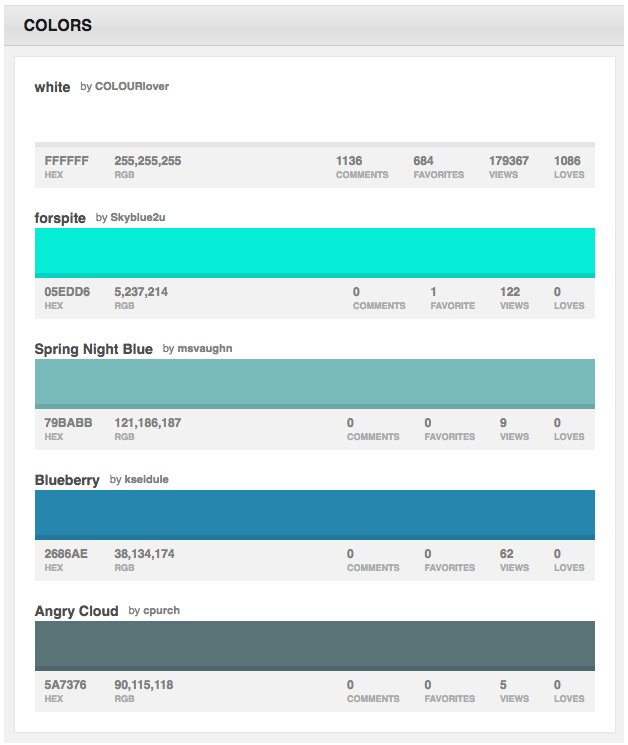 COLORS
white by COLOURlover
FFFFFF 255,255,255 1136 684 179367 1086
HEX RGB COMMENTS FAVORITES VIEWS LOVES
forspite by Skyblue2u
05EDD6 5,237,214 0 1 122 0
HEX RGB COMMENTS FAVORITE VIEWS LOVES
Spring Night Blue by msvaughn
79BABB 121,186,187 0 0 9 0
HEX RGB COMMENTS FAVORITES VIEWS LOVES
Blueberry by kseidule
2686AE 38,134,174 0 0 62 0
HEX RGB COMMENTS FAVORITES VIEWS LOVES
Angry Cloud by cpurch
5A7376 90,115,118 0 0 5 0
HEX RGB COMMENTS FAVORITES VIEWS LOVES